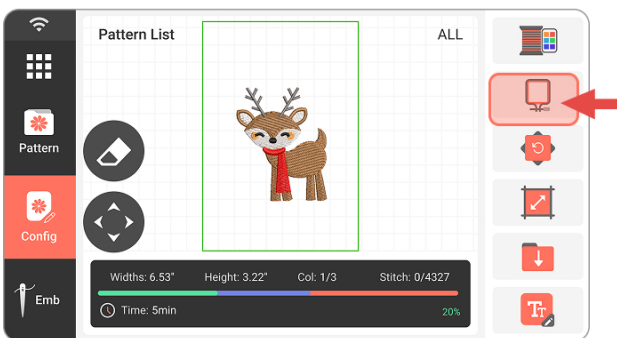 Pattern List
ALL
Pattern
Config
Emb
Widths: 6.53" Height: 3.22" Col: 1/3 Stitch: 0/4327
Time: 5min
20%
TT